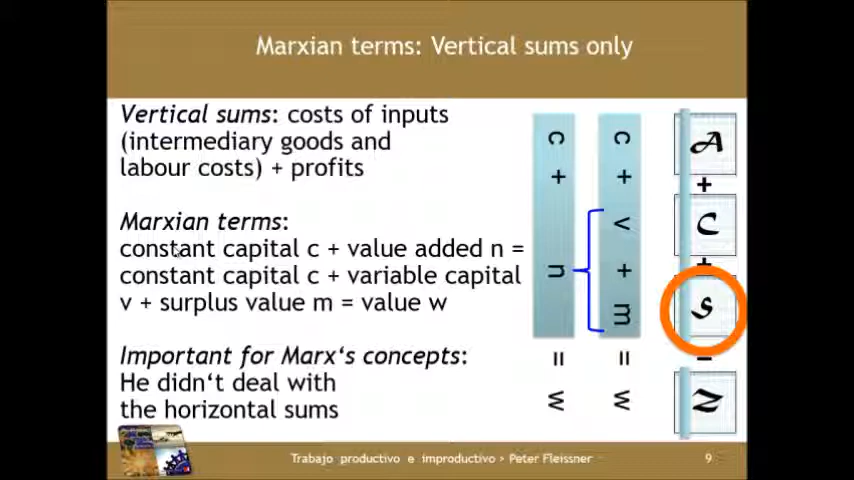 Marxian terms: Vertical sums only
Vertical sums: costs of inputs
(intermediary goods and
labour costs) + profits
Marxian terms:
constant capital c + value added n =
constant capital c + variable capital
v + surplus value m = value w
Important for Marx‘s concepts:
He didn‘t deal with
the horizontal sums
c + n = w
c + v + m = w
A
+
C
+
S
=
Z
Trabajo productivo e improductivo > Peter Fleissner
9